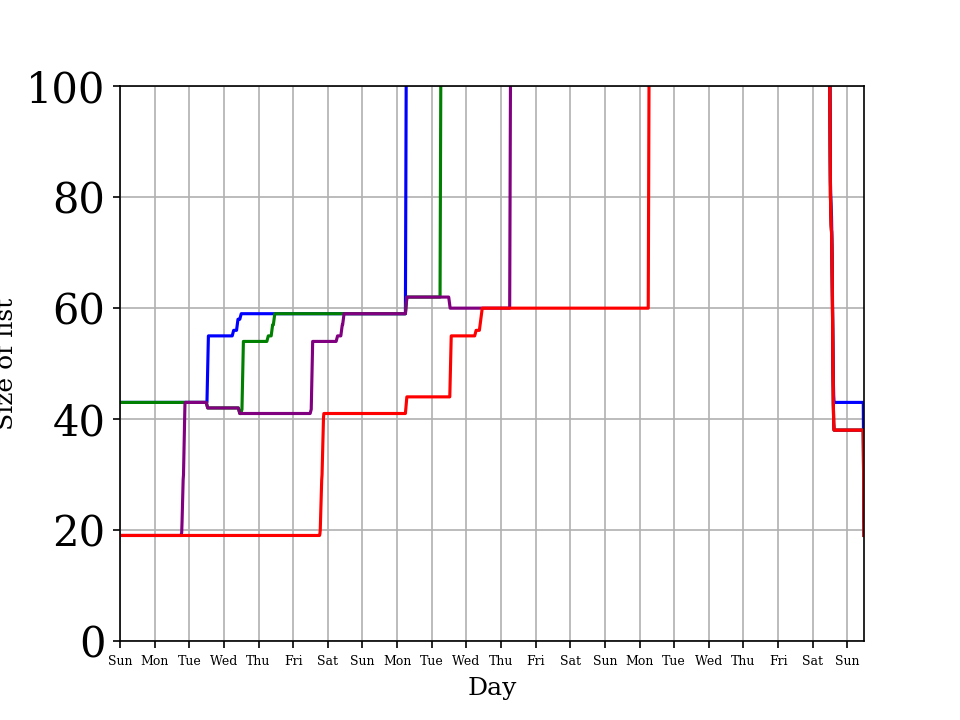 100
80
60
40
20
0
Size of list
Sun Mon Tue Wed Thu Fri Sat Sun Mon Tue Wed Thu Fri Sat Sun Mon Tue Wed Thu Fri Sat Sun
Day